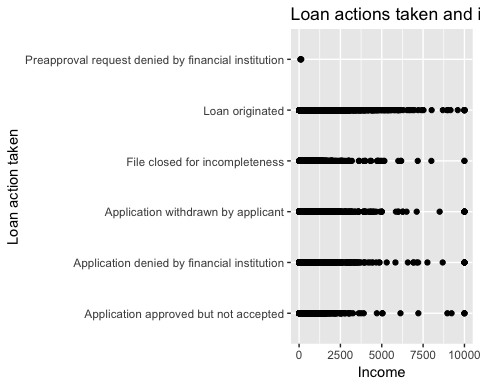 Loan actions taken and i
Preapproval request denied by financial institution
Loan originated
File closed for incompleteness
Application withdrawn by applicant
Application denied by financial institution
Application approved but not accepted
Loan action taken
0 2500 5000 7500 10000
Income